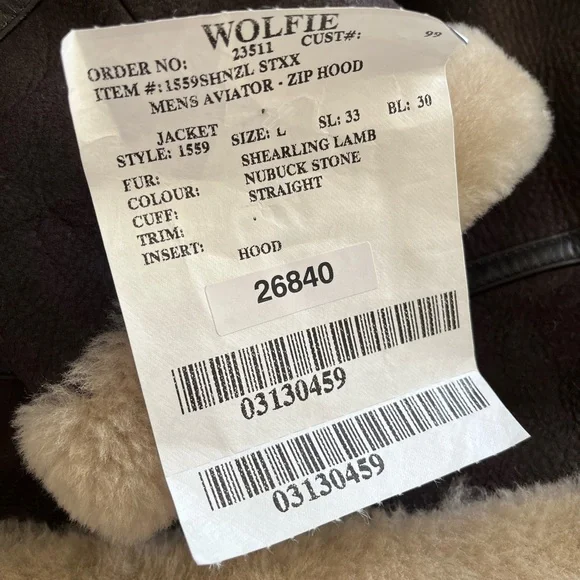 WOLFIE
ORDER NO: 23511 CUST#: 99
ITEM #:1559SHNZL STXX
MENS AVIATOR - ZIP HOOD
JACKET
STYLE: 1559 SIZE: L SL: 33 BL: 30
FUR: SHEARLING LAMB
COLOUR: NUBUCK STONE
CUFF: STRAIGHT
TRIM:
INSERT: HOOD
26840
03130459
03130459